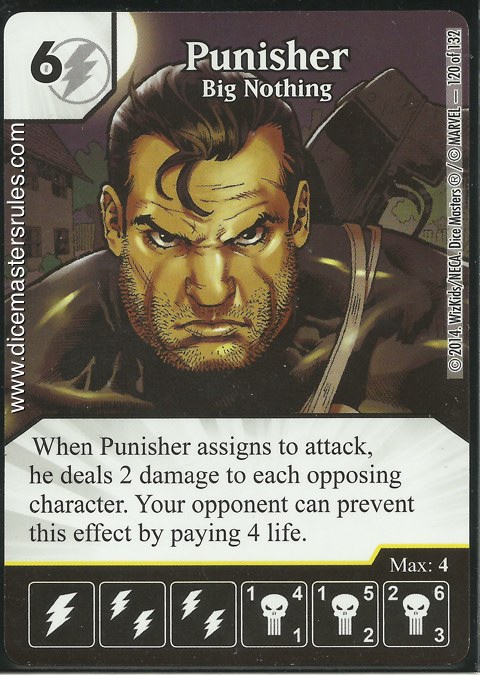 6
Punisher
Big Nothing
www.dicemastersrules.com
© 2014. WizKids/NECA. Dice Masters ® / © MARVEL — 120 of 132
When Punisher assigns to attack,
he deals 2 damage to each opposing
character. Your opponent can prevent
this effect by paying 4 life.
Max: 4
1 4 1
1 5 2
2 6 3